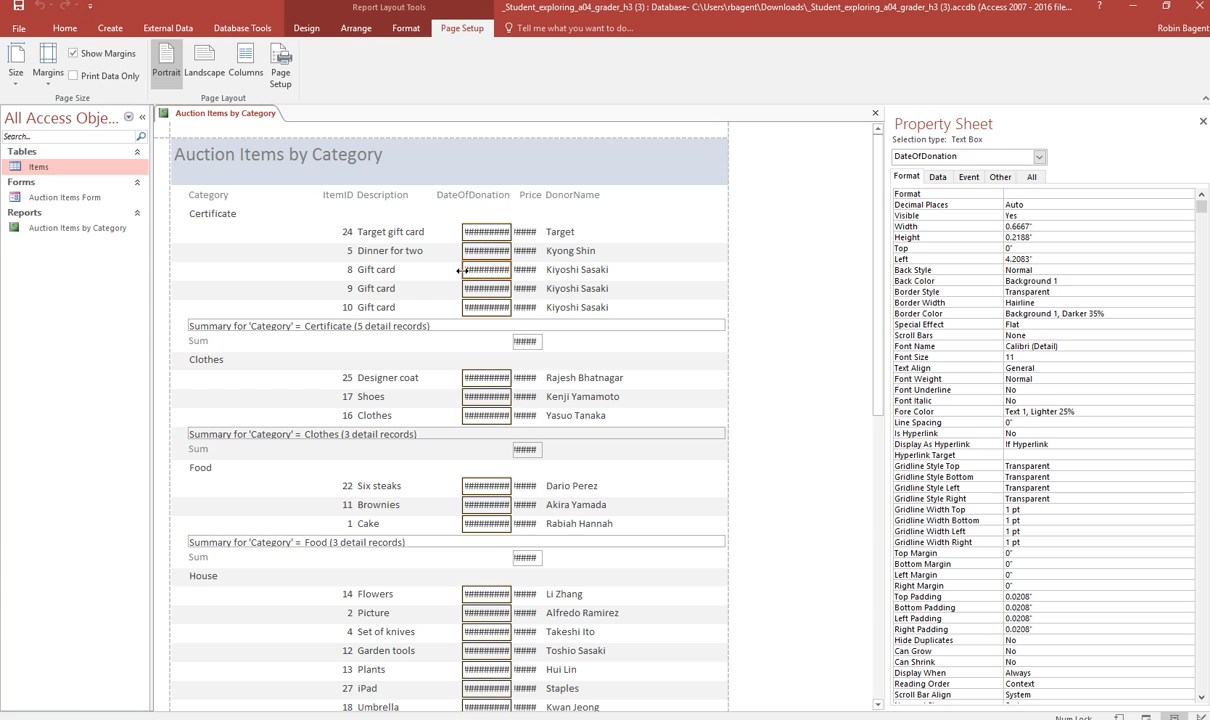 Report Layout Tools
_Student_exploring_a04_grader_h3 (3) : Database- C:\Users\rbagent\Downloads\_Student_exploring_a04_grader_h3 (3).accdb (Access 2007 - 2016 file...
?
File Home Create External Data Database Tools Design Arrange Format Page Setup Tell me what you want to do... Robin Bagent
Show Margins
Print Data Only
Size Margins Portrait Landscape Columns Page Setup
Page Size Page Layout
All Access Obje...
Search...
Tables
Items
Forms
Auction Items Form
Reports
Auction Items by Category
Auction Items by Category
Auction Items by Category
Category ItemID Description DateOfDonation Price DonorName
Certificate
24 Target gift card ######### ##### Target
5 Dinner for two ######### ##### Kyong Shin
8 Gift card ######### ##### Kiyoshi Sasaki
9 Gift card ######### ##### Kiyoshi Sasaki
10 Gift card ######### ##### Kiyoshi Sasaki
Summary for 'Category' = Certificate (5 detail records)
Sum #####
Clothes
25 Designer coat ######### ##### Rajesh Bhatnagar
17 Shoes ######### ##### Kenji Yamamoto
16 Clothes ######### ##### Yasuo Tanaka
Summary for 'Category' = Clothes (3 detail records)
Sum #####
Food
22 Six steaks ######### ##### Dario Perez
11 Brownies ######### ##### Akira Yamada
1 Cake ######### ##### Rabiah Hannah
Summary for 'Category' = Food (3 detail records)
Sum #####
House
14 Flowers ######### ##### Li Zhang
2 Picture ######### ##### Alfredo Ramirez
4 Set of knives ######### ##### Takeshi Ito
12 Garden tools ######### ##### Toshio Sasaki
13 Plants ######### ##### Hui Lin
27 iPad ######### ##### Staples
18 Umbrella ######### ##### Kwan Jeong
Property Sheet
Selection type: Text Box
DateOfDonation
Format Data Event Other All
Format
Decimal Places Auto
Visible Yes
Width 0.6667"
Height 0.2188"
Top 0"
Left 4.2083"
Back Style Normal
Back Color Background 1
Border Style Transparent
Border Width Hairline
Border Color Background 1, Darker 35%
Special Effect Flat
Scroll Bars None
Font Name Calibri (Detail)
Font Size 11
Text Align General
Font Weight Normal
Font Underline No
Font Italic No
Fore Color Text 1, Lighter 25%
Line Spacing 0"
Is Hyperlink No
Display As Hyperlink If Hyperlink
Hyperlink Target
Gridline Style Top Transparent
Gridline Style Bottom Transparent
Gridline Style Left Transparent
Gridline Style Right Transparent
Gridline Width Top 1 pt
Gridline Width Bottom 1 pt
Gridline Width Left 1 pt
Gridline Width Right 1 pt
Top Margin 0"
Bottom Margin 0"
Left Margin 0"
Right Margin 0"
Top Padding 0.0208"
Bottom Padding 0.0208"
Left Padding 0.0208"
Right Padding 0.0208"
Hide Duplicates No
Can Grow No
Can Shrink No
Display When Always
Reading Order Context
Scroll Bar Align System
Num Lock